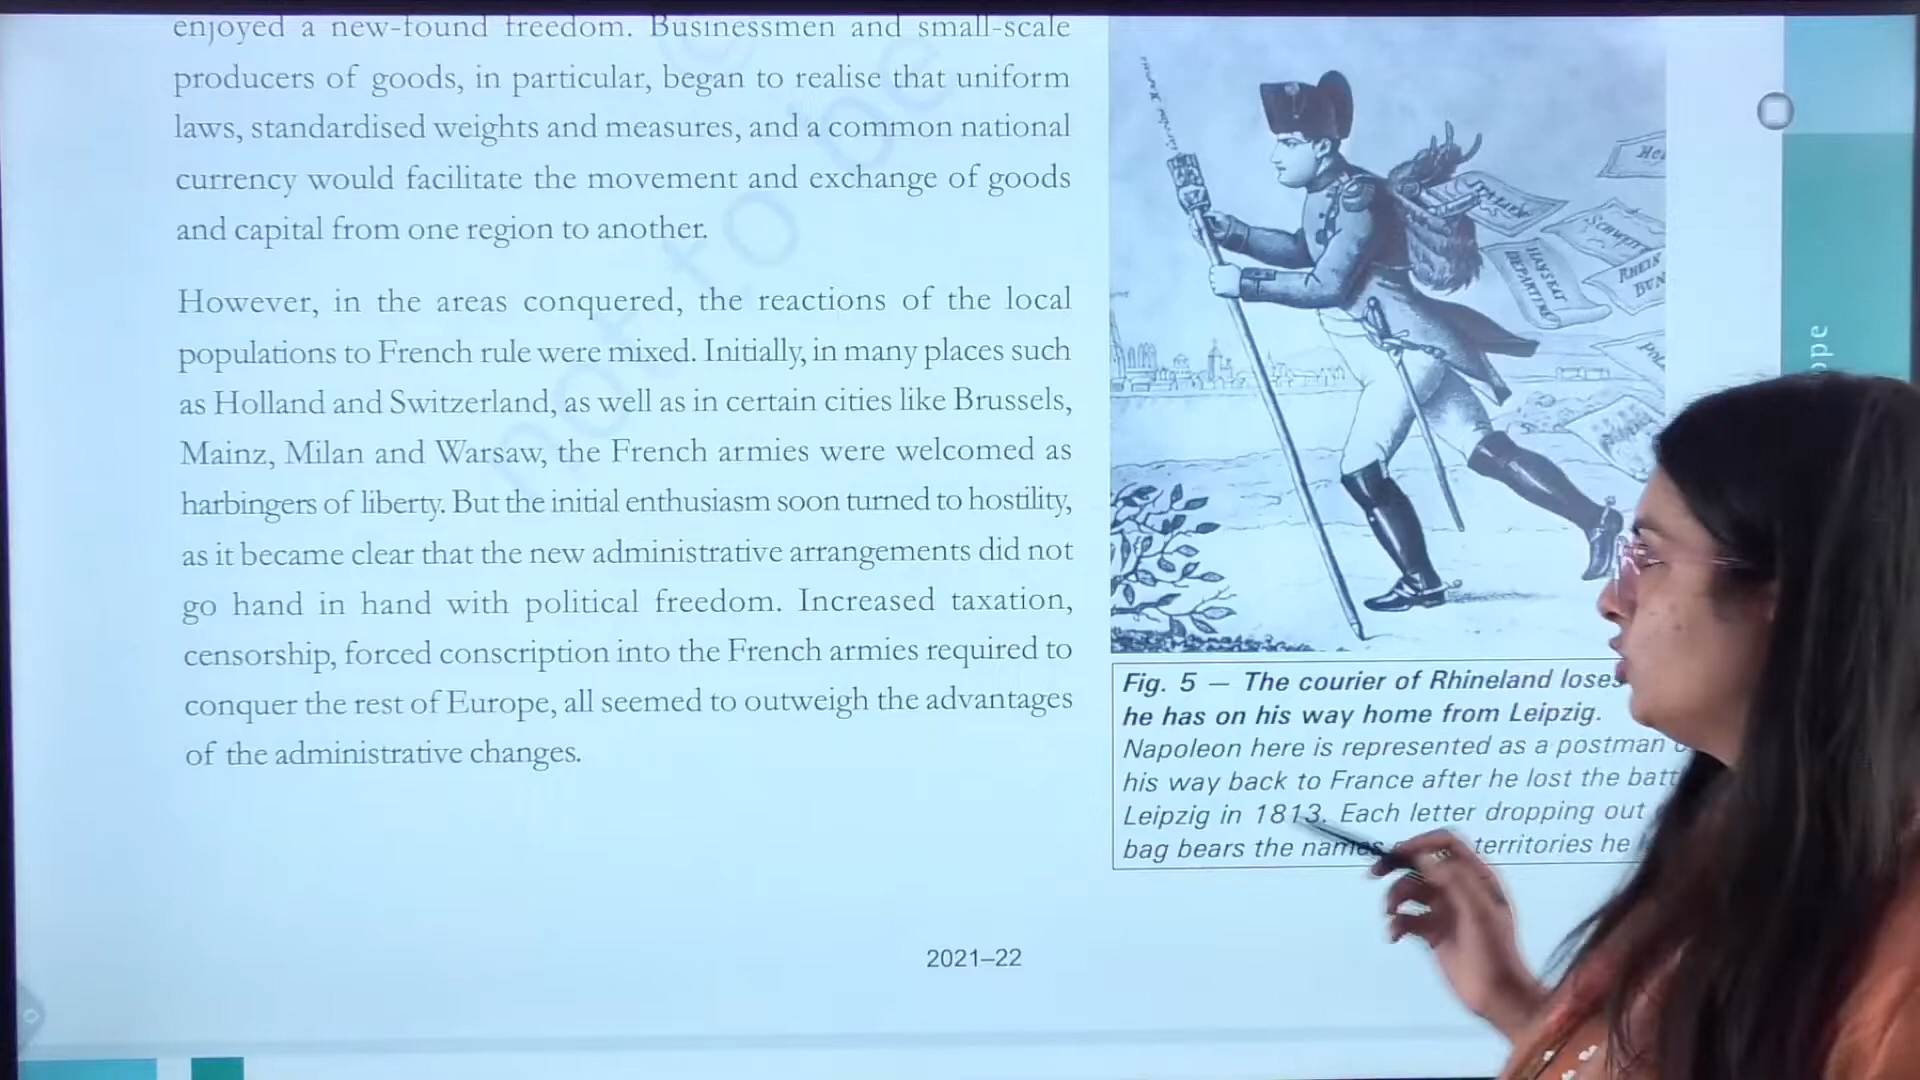 enjoyed a new-found freedom. Businessmen and small-scale
producers of goods, in particular, began to realise that uniform
laws, standardised weights and measures, and a common national
currency would facilitate the movement and exchange of goods
and capital from one region to another.
However, in the areas conquered, the reactions of the local
populations to French rule were mixed. Initially, in many places such
as Holland and Switzerland, as well as in certain cities like Brussels,
Mainz, Milan and Warsaw, the French armies were welcomed as
harbingers of liberty. But the initial enthusiasm soon turned to hostility,
as it became clear that the new administrative arrangements did not
go hand in hand with political freedom. Increased taxation,
censorship, forced conscription into the French armies required to
conquer the rest of Europe, all seemed to outweigh the advantages
of the administrative changes.
not to be
HANSEAT
DEPARTEM
RHEIN
BUN
Fig. 5 — The courier of Rhineland loses
he has on his way home from Leipzig.
Napoleon here is represented as a postman
his way back to France after he lost the
Leipzig in 1813. Each letter dropping out
bag bears the names territories he
2021–22